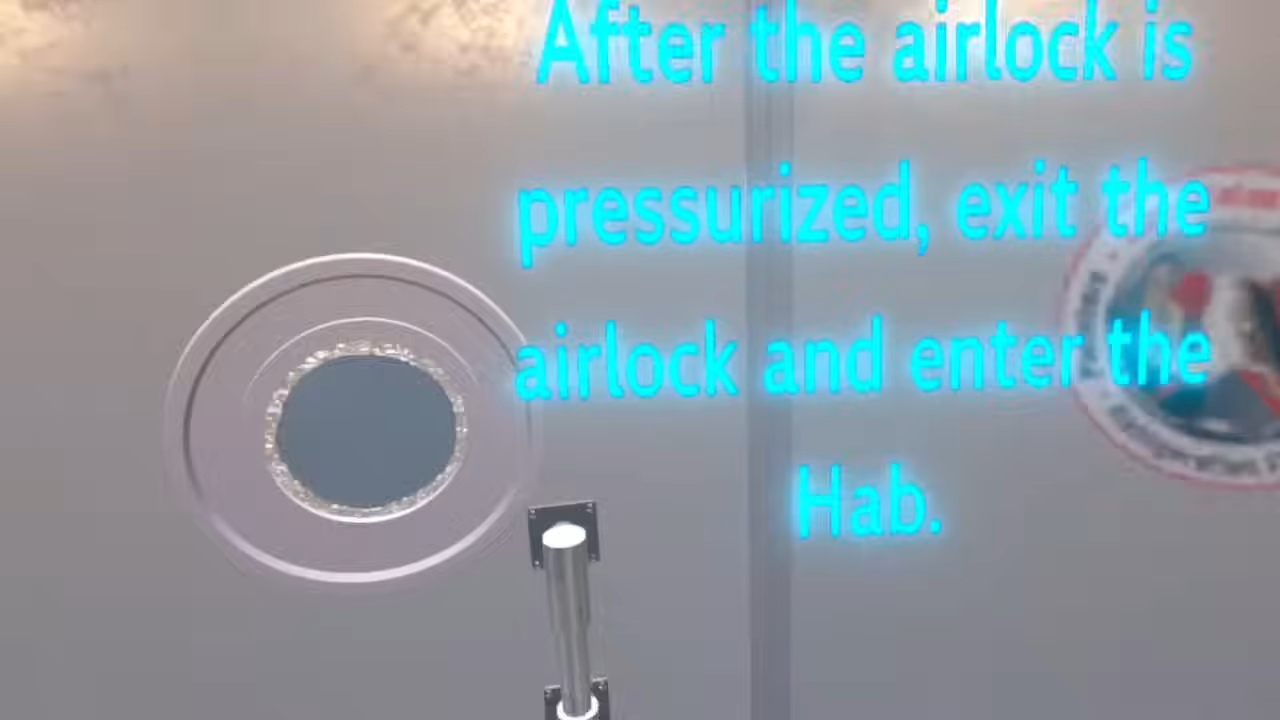 After the airlock is
pressurized, exit the
airlock and enter the
Hab.